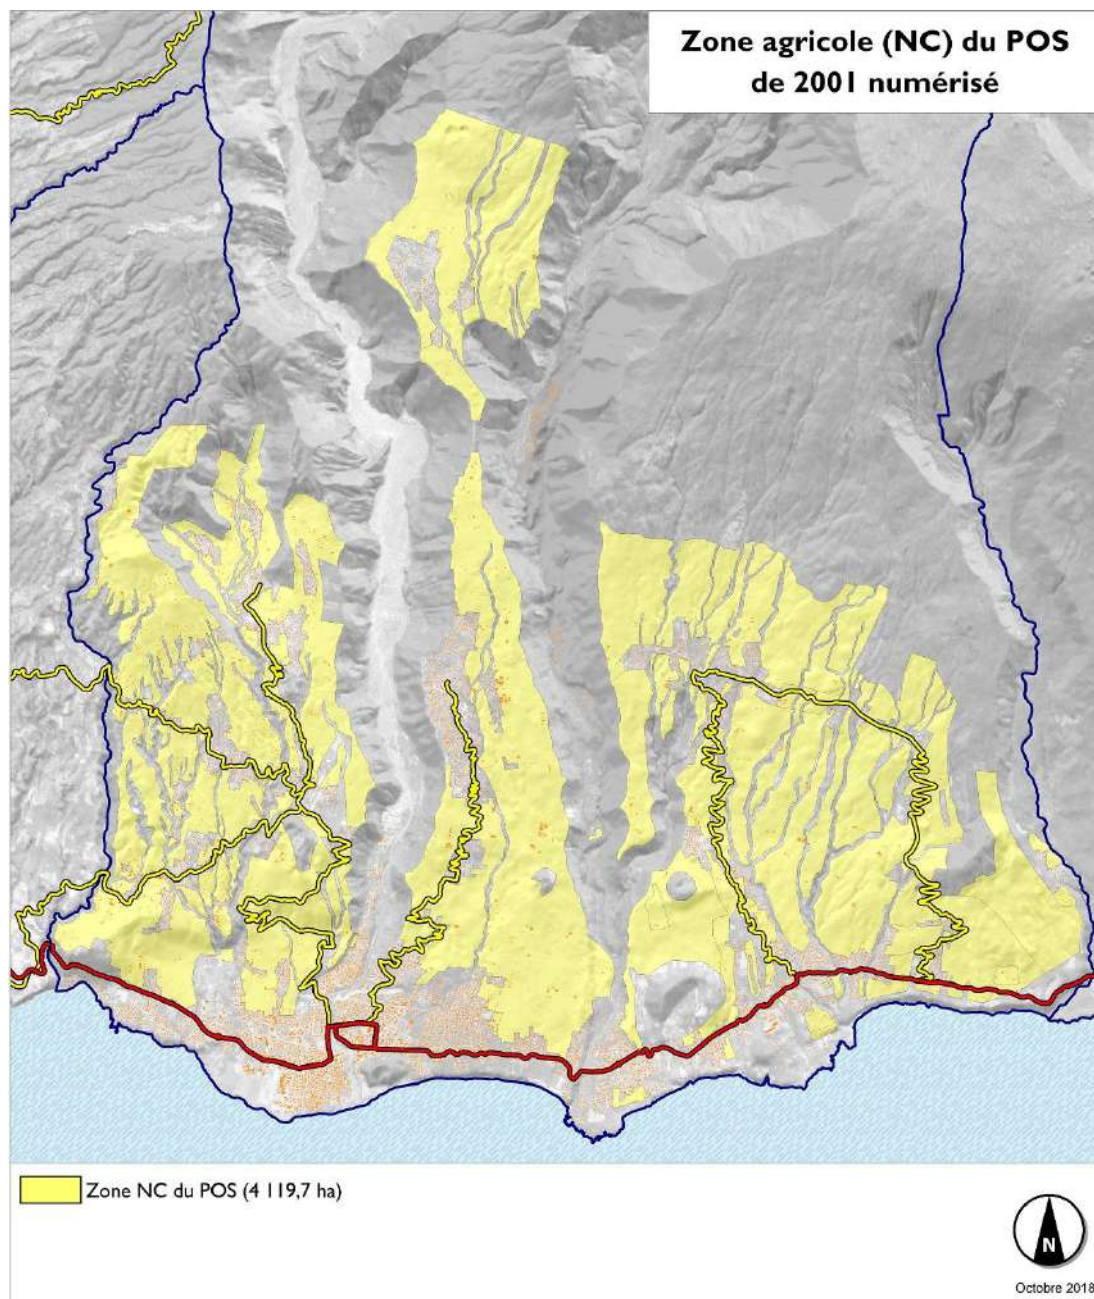 Zone agricole (NC) du POS
de 2001 numérisé
Zone NC du POS (4 119,7 ha)
N
Octobre 2018